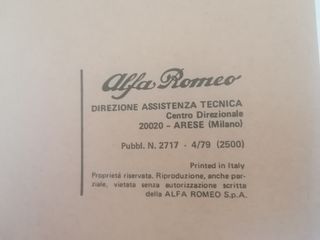 Alfa Romeo
DIREZIONE ASSISTENZA TECNICA
Centro Direzionale
20020 - ARESE (Milano)
Pubbl. N. 2717 - 4/79 (2500)
Printed in Italy
Proprietà riservata. Riproduzione, anche par-
ziale, vietata senza autorizzazione scritta
della ALFA ROMEO S.p.A.